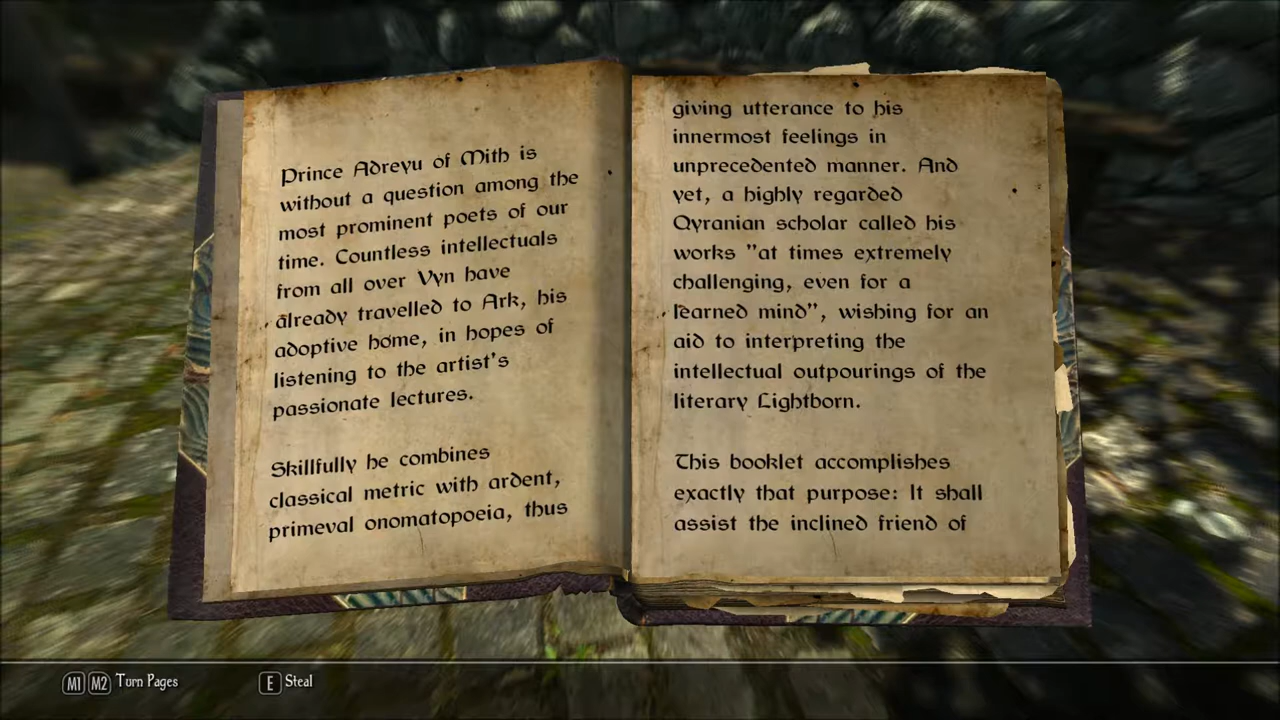 Prince Adreyu of Mith is
without a question among the
most prominent poets of our
time. Countless intellectuals
from all over Vyn have
already travelled to Ark, his
adoptive home, in hopes of
listening to the artist's
passionate lectures.
Skillfully he combines
classical metric with ardent,
primeval onomatopoeia, thus
giving utterance to his
innermost feelings in
unprecedented manner. And
yet, a highly regarded
Qyranian scholar called his
works "at times extremely
challenging, even for a
learned mind", wishing for an
aid to interpreting the
intellectual outpourings of the
literary Lightborn.
This booklet accomplishes
exactly that purpose: It shall
assist the inclined friend of
M1 M2 Turn Pages
E Steal